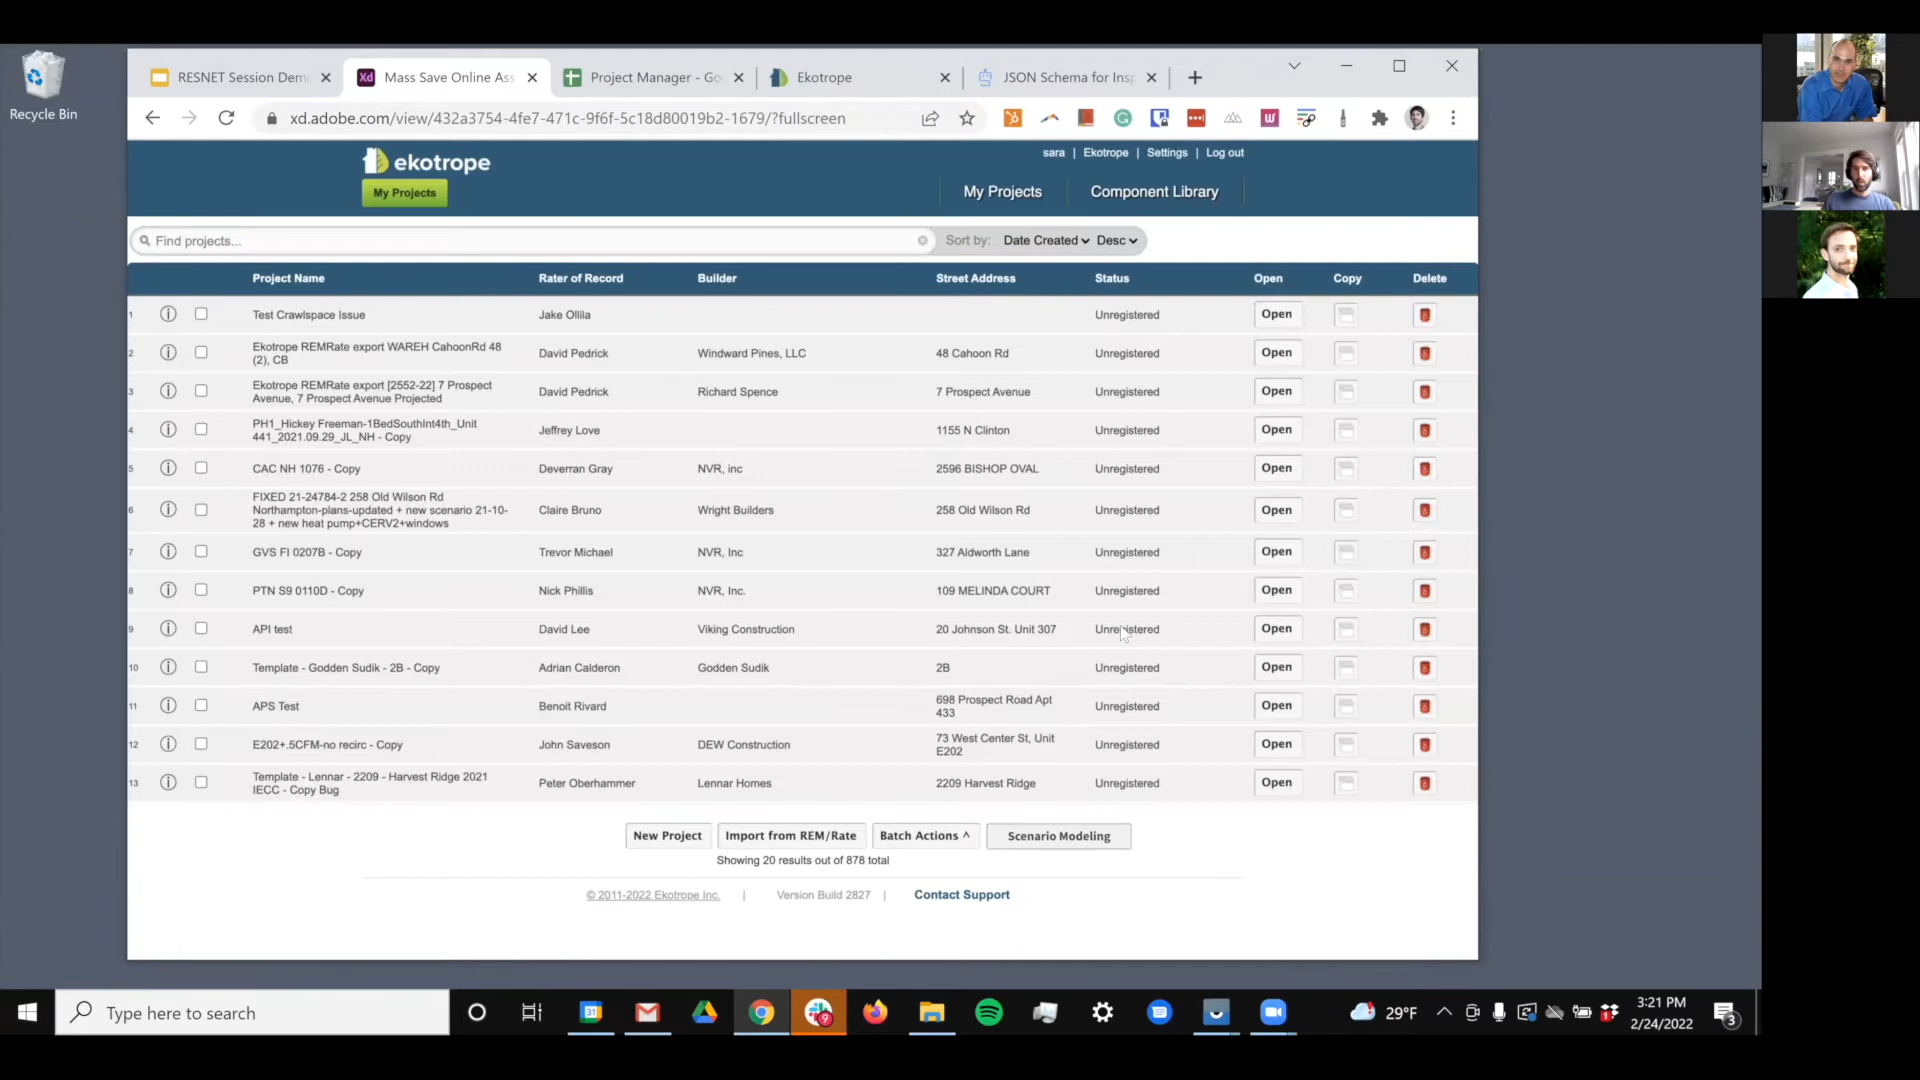 Recycle Bin
RESNET Session Dem
Xd Mass Save Online Ass
Project Manager - Go
Ekotrope
JSON Schema for Insp
xd.adobe.com/view/432a3754-4fe7-471c-9f6f-5c18d80019b2-1679/?fullscreen
ekotrope
sara | Ekotrope | Settings | Log out
My Projects
My Projects
Component Library
Find projects...
Sort by: Date Created Desc
Project Name Rater of Record Builder Street Address Status Open Copy Delete
1 Test Crawlspace Issue Jake Ollila Unregistered Open
2 Ekotrope REMRate export WAREH CahoonRd 48
(2), CB David Pedrick Windward Pines, LLC 48 Cahoon Rd Unregistered Open
3 Ekotrope REMRate export [2552-22] 7 Prospect
Avenue, 7 Prospect Avenue Projected David Pedrick Richard Spence 7 Prospect Avenue Unregistered Open
4 PH1_Hickey Freeman-1BedSouthInt4th_Unit
441_2021.09.29_JL_NH - Copy Jeffrey Love 1155 N Clinton Unregistered Open
5 CAC NH 1076 - Copy Deverran Gray NVR, inc 2596 BISHOP OVAL Unregistered Open
6 FIXED 21-24784-2 258 Old Wilson Rd
Northampton-plans-updated + new scenario 21-10-
28 + new heat pump+CERV2+windows Claire Bruno Wright Builders 258 Old Wilson Rd Unregistered Open
7 GVS FI 0207B - Copy Trevor Michael NVR, Inc 327 Aldworth Lane Unregistered Open
8 PTN S9 0110D - Copy Nick Phillis NVR, Inc. 109 MELINDA COURT Unregistered Open
9 API test David Lee Viking Construction 20 Johnson St. Unit 307 Unregistered Open
10 Template - Godden Sudik - 2B - Copy Adrian Calderon Godden Sudik 2B Unregistered Open
11 APS Test Benoit Rivard 698 Prospect Road Apt
433 Unregistered Open
12 E202+.5CFM-no recirc - Copy John Saveson DEW Construction 73 West Center St, Unit
E202 Unregistered Open
13 Template - Lennar - 2209 - Harvest Ridge 2021
IECC - Copy Bug Peter Oberhammer Lennar Homes 2209 Harvest Ridge Unregistered Open
New Project Import from REM/Rate Batch Actions ^ Scenario Modeling
Showing 20 results out of 878 total
© 2011-2022 Ekotrope Inc. | Version Build 2827 | Contact Support
Type here to search
31
9
29°F
3:21 PM
2/24/2022
3